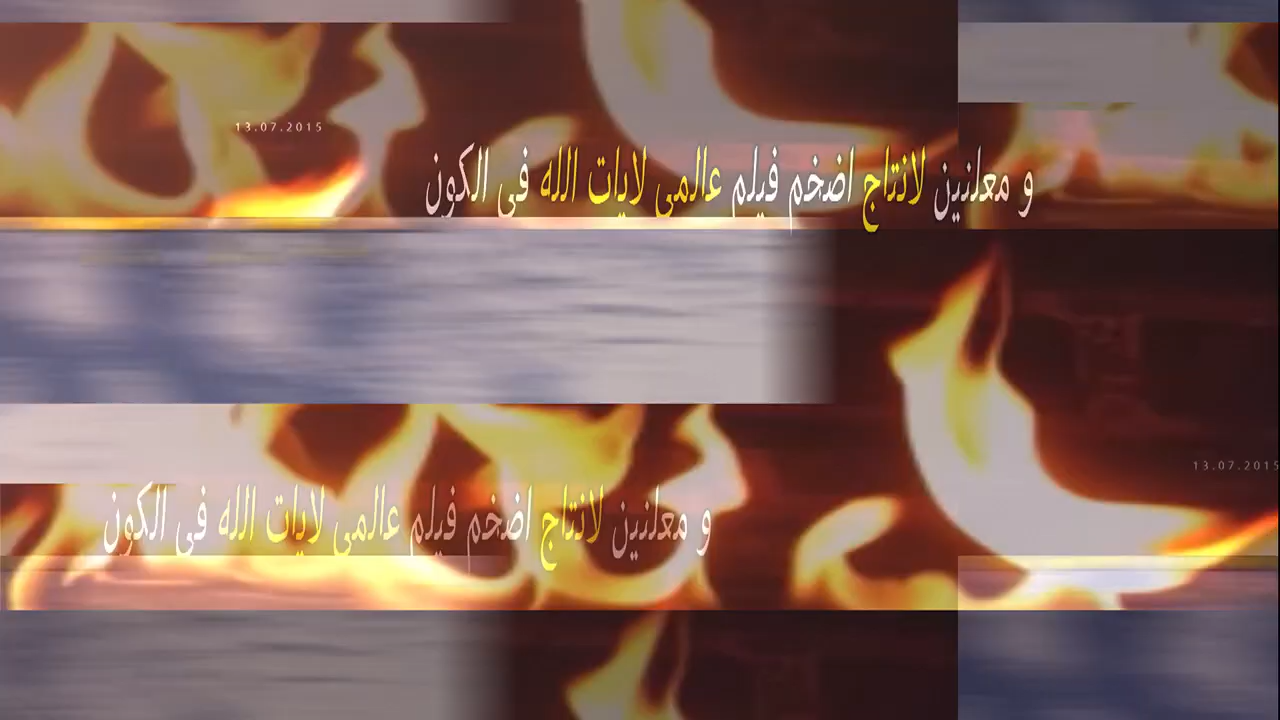 13.07.2015
و معلنين لانتاج اضخم فيلم عالمى لايات الله فى الكون
13.07.2015
و معلنين لانتاج اضخم فيلم عالمى لايات الله فى الكون